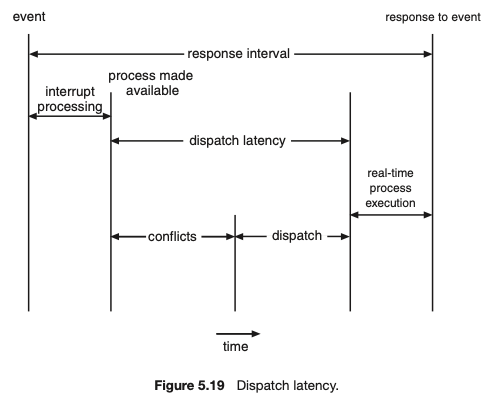 event
response to event
response interval
process made
available
interrupt
processing
dispatch latency
real-time
process
execution
conflicts
dispatch
time
Figure 5.19 Dispatch latency.